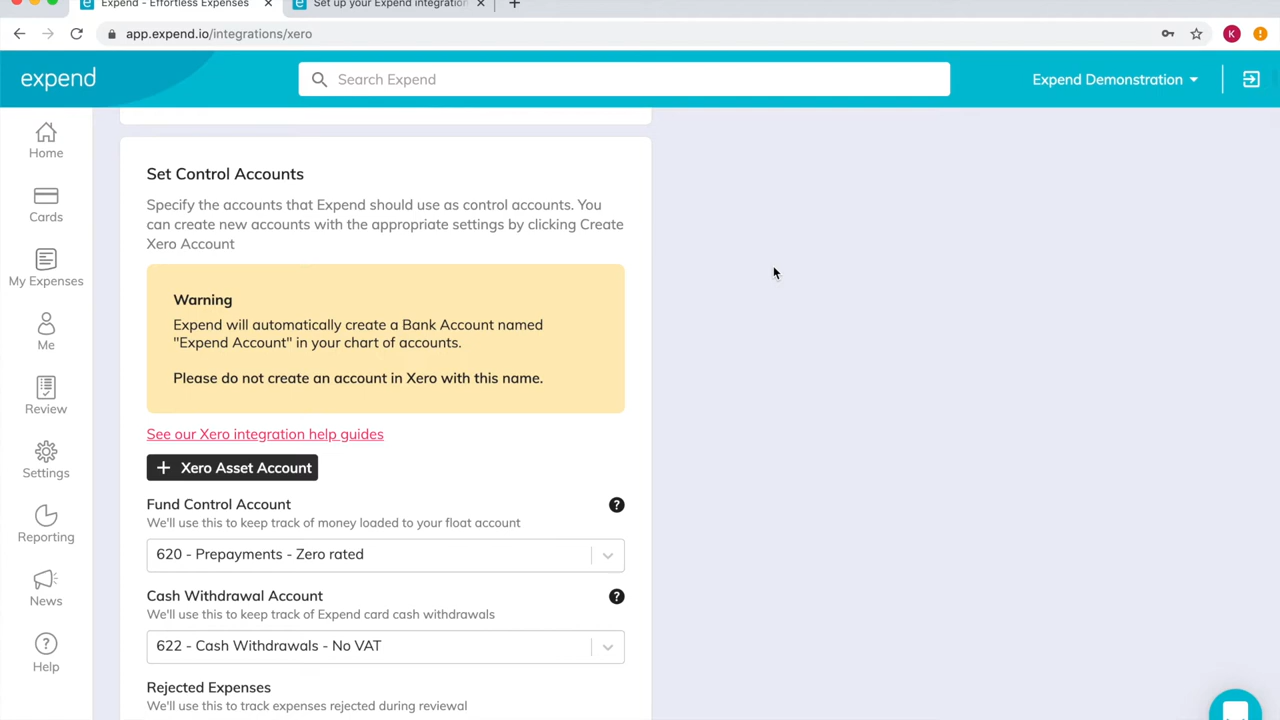 Expend - Effortless Expenses
Set up your Expend integration
app.expend.io/integrations/xero
K
expend
Search Expend
Expend Demonstration
Home
Cards
My Expenses
Me
Review
Settings
Reporting
News
Help
Set Control Accounts
Specify the accounts that Expend should use as control accounts. You
can create new accounts with the appropriate settings by clicking Create
Xero Account
Warning
Expend will automatically create a Bank Account named
"Expend Account" in your chart of accounts.
Please do not create an account in Xero with this name.
See our Xero integration help guides
+ Xero Asset Account
Fund Control Account
?
We'll use this to keep track of money loaded to your float account
620 - Prepayments - Zero rated
Cash Withdrawal Account
?
We'll use this to keep track of Expend card cash withdrawals
622 - Cash Withdrawals - No VAT
Rejected Expenses
We'll use this to track expenses rejected during reviewal